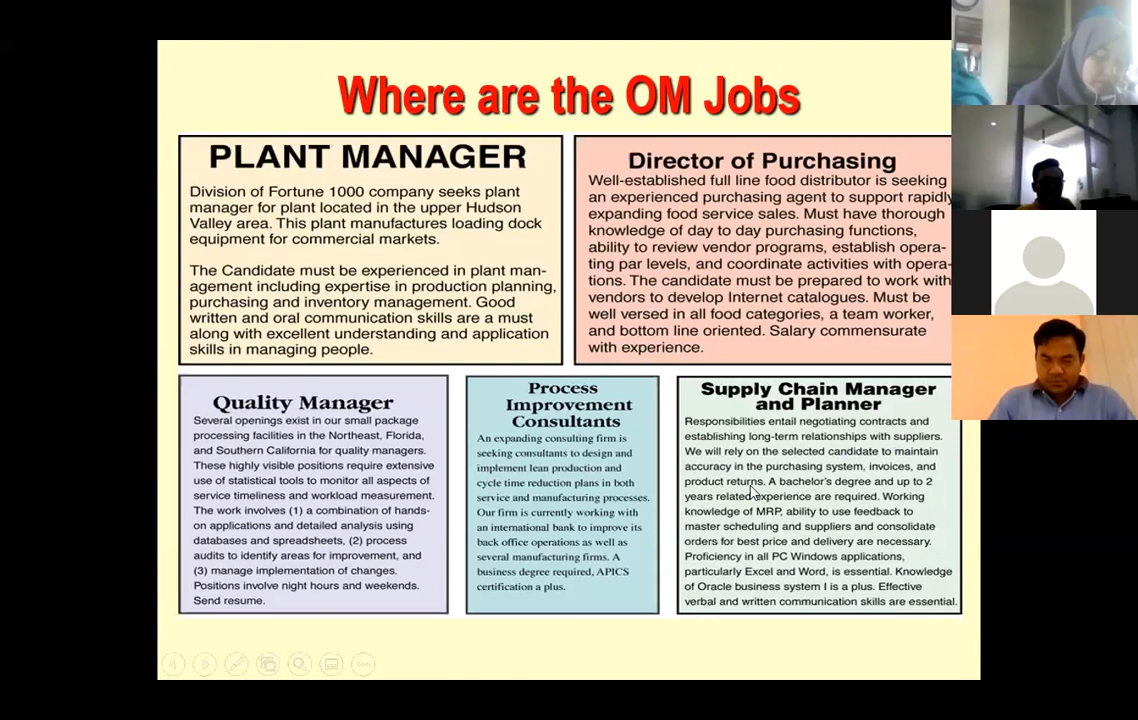 Where are the OM Jobs
PLANT MANAGER
Division of Fortune 1000 company seeks plant
manager for plant located in the upper Hudson
Valley area. This plant manufactures loading dock
equipment for commercial markets.
The Candidate must be experienced in plant man-
agement including expertise in production planning,
purchasing and inventory management. Good
written and oral communication skills are a must
along with excellent understanding and application
skills in managing people.
Director of Purchasing
Well-established full line food distributor is seeking
an experienced purchasing agent to support rapidly
expanding food service sales. Must have thorough
knowledge of day to day purchasing functions,
ability to review vendor programs, establish opera-
ting par levels, and coordinate activities with opera-
tions. The candidate must be prepared to work with
vendors to develop Internet catalogues. Must be
well versed in all food categories, a team worker,
and bottom line oriented. Salary commensurate
with experience.
Quality Manager
Several openings exist in our small package
processing facilities in the Northeast, Florida,
and Southern California for quality managers.
These highly visible positions require extensive
use of statistical tools to monitor all aspects of
service timeliness and workload measurement.
The work involves (1) a combination of hands-
on applications and detailed analysis using
databases and spreadsheets, (2) process
audits to identify areas for improvement, and
(3) manage implementation of changes.
Positions involve night hours and weekends.
Send resume.
Process
Improvement
Consultants
An expanding consulting firm is
seeking consultants to design and
implement lean production and
cycle time reduction plans in both
service and manufacturing processes.
Our firm is currently working with
an international bank to improve its
back office operations as well as
several manufacturing firms. A
business degree required, APICS
certification a plus.
Supply Chain Manager
and Planner
Responsibilities entail negotiating contracts and
establishing long-term relationships with suppliers.
We will rely on the selected candidate to maintain
accuracy in the purchasing system, invoices, and
product returns. A bachelor's degree and up to 2
years related experience are required. Working
knowledge of MRP, ability to use feedback to
master scheduling and suppliers and consolidate
orders for best price and delivery are necessary.
Proficiency in all PC Windows applications,
particularly Excel and Word, is essential. Knowledge
of Oracle business system I is a plus. Effective
verbal and written communication skills are essential.